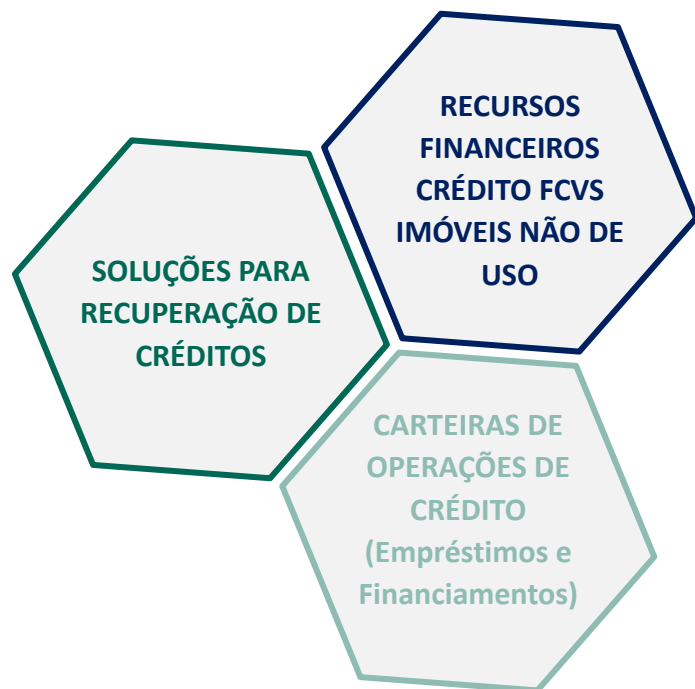 RECURSOS
FINANCEIROS
CRÉDITO FCVS
IMÓVEIS NÃO DE
USO
SOLUÇÕES PARA
RECUPERAÇÃO DE
CRÉDITOS
CARTEIRAS DE
OPERAÇÕES DE
CRÉDITO
(Empréstimos e
Financiamentos)